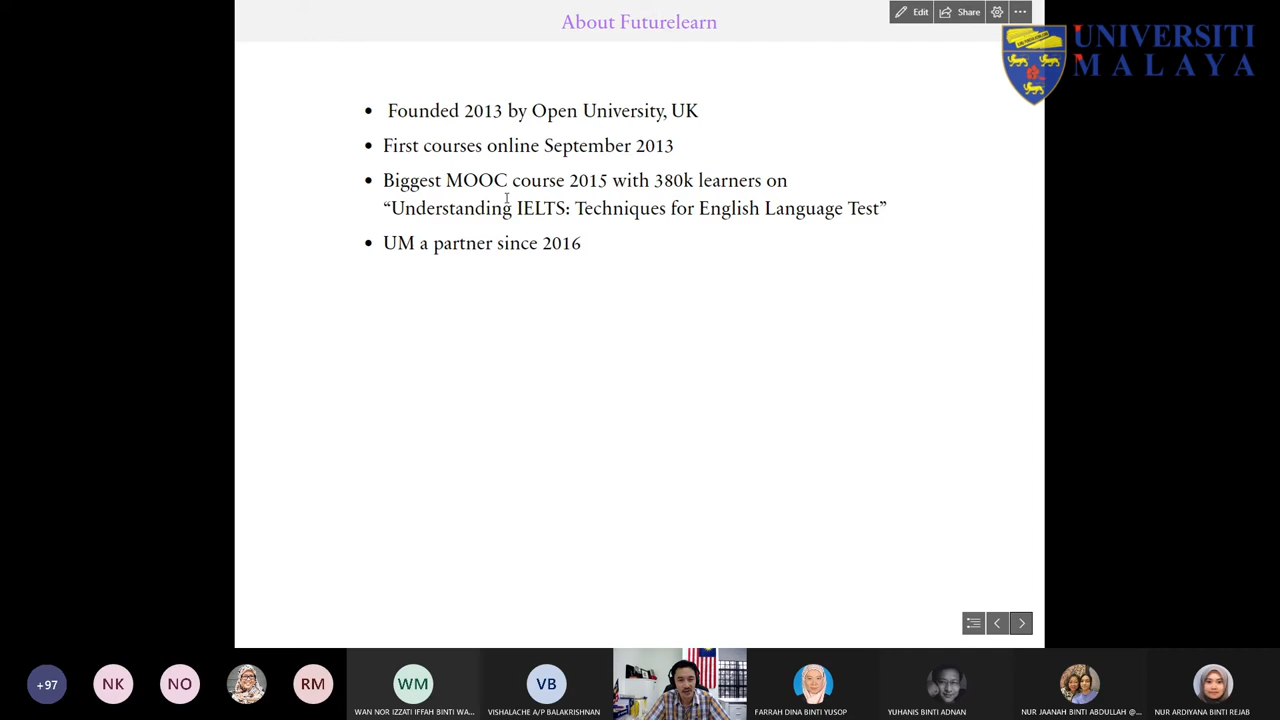 About Futurelearn
Edit
Share
UNIVERSITI
MALAYA
• Founded 2013 by Open University, UK
• First courses online September 2013
• Biggest MOOC course 2015 with 380k learners on
“Understanding IELTS: Techniques for English Language Test”
• UM a partner since 2016
+97
NK
NO
RM
WM
WAN NOR IZZATI IFFAH BINTI WA...
VB
VISHALACHE A/P BALAKRISHNAN
FARRAH DINA BINTI YUSOP
YUHANIS BINTI ADNAN
NUR JAANAH BINTI ABDULLAH @...
NUR ARDIYANA BINTI REJAB